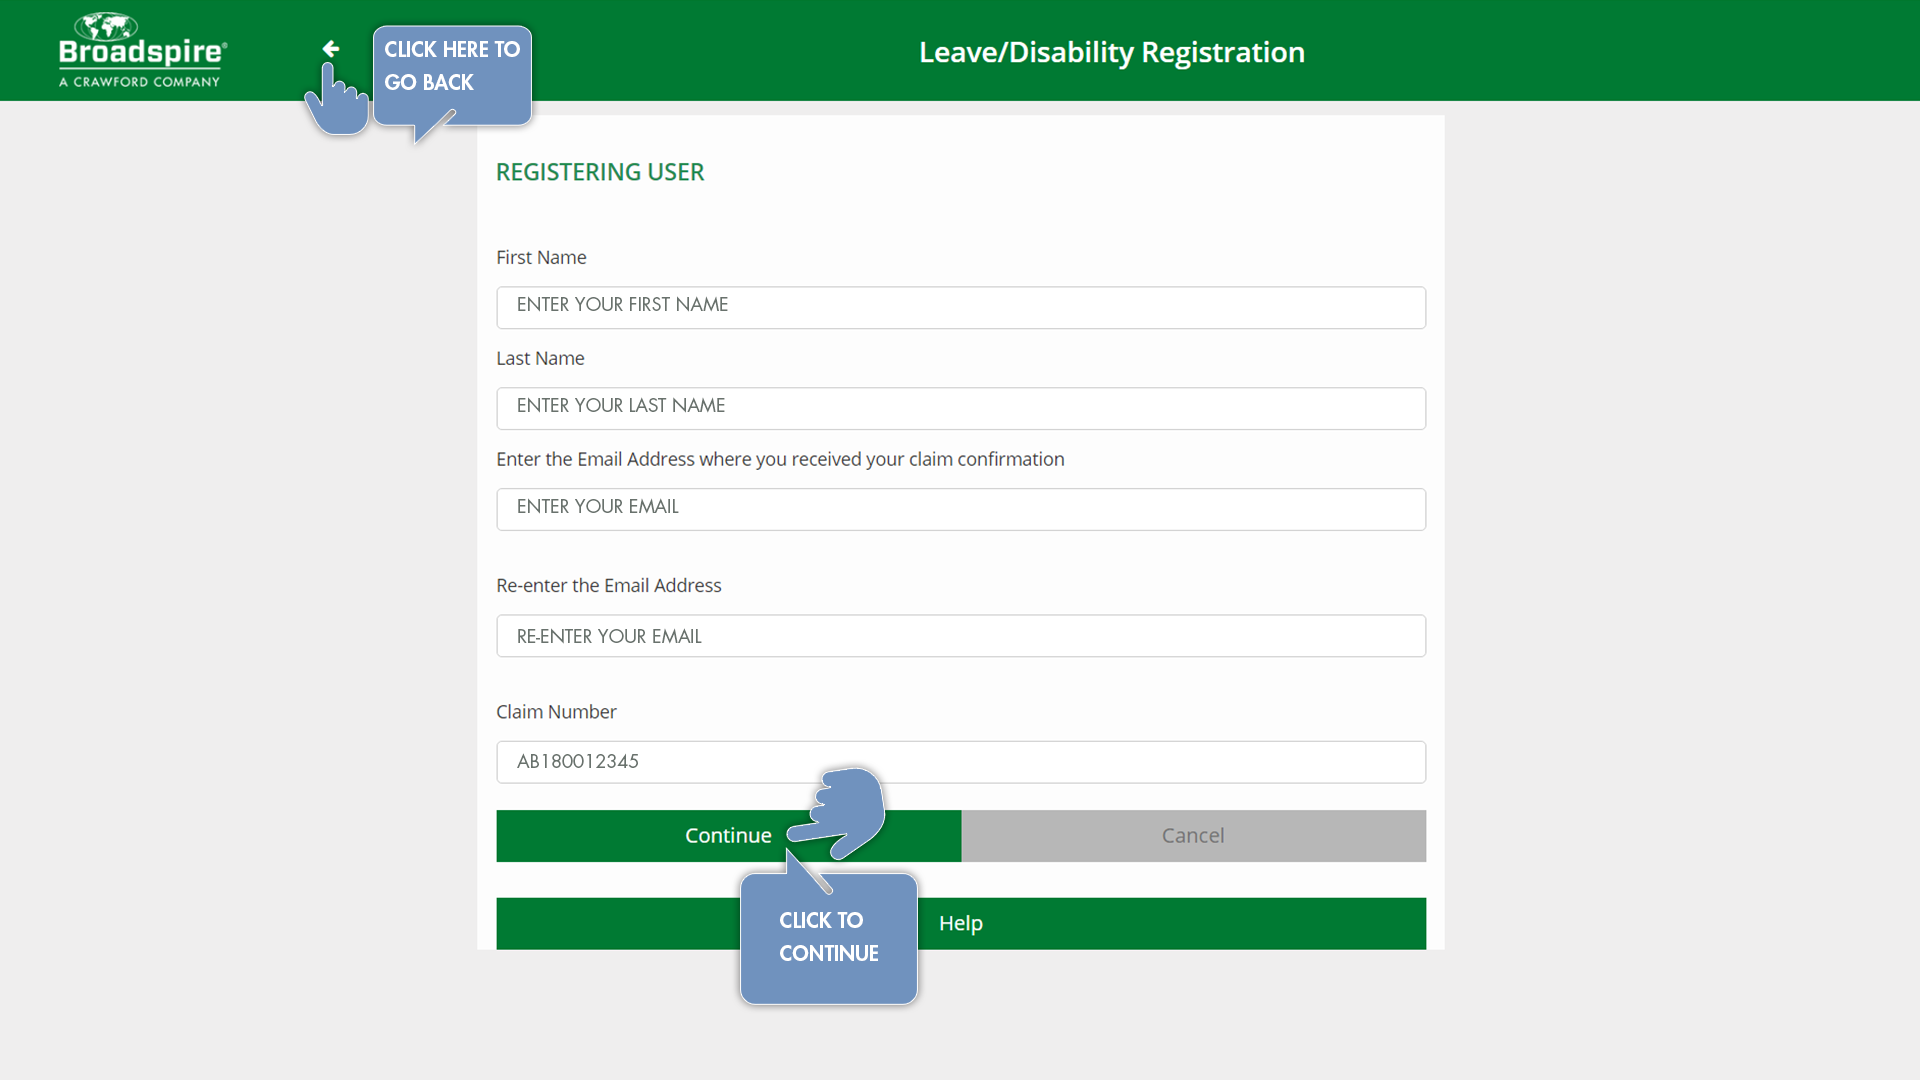 Broadspire®
A CRAWFORD COMPANY
CLICK HERE TO
GO BACK
Leave/Disability Registration
REGISTERING USER
First Name
ENTER YOUR FIRST NAME
Last Name
ENTER YOUR LAST NAME
Enter the Email Address where you received your claim confirmation
ENTER YOUR EMAIL
Re-enter the Email Address
RE-ENTER YOUR EMAIL
Claim Number
AB180012345
Continue
Cancel
CLICK TO
CONTINUE
Help